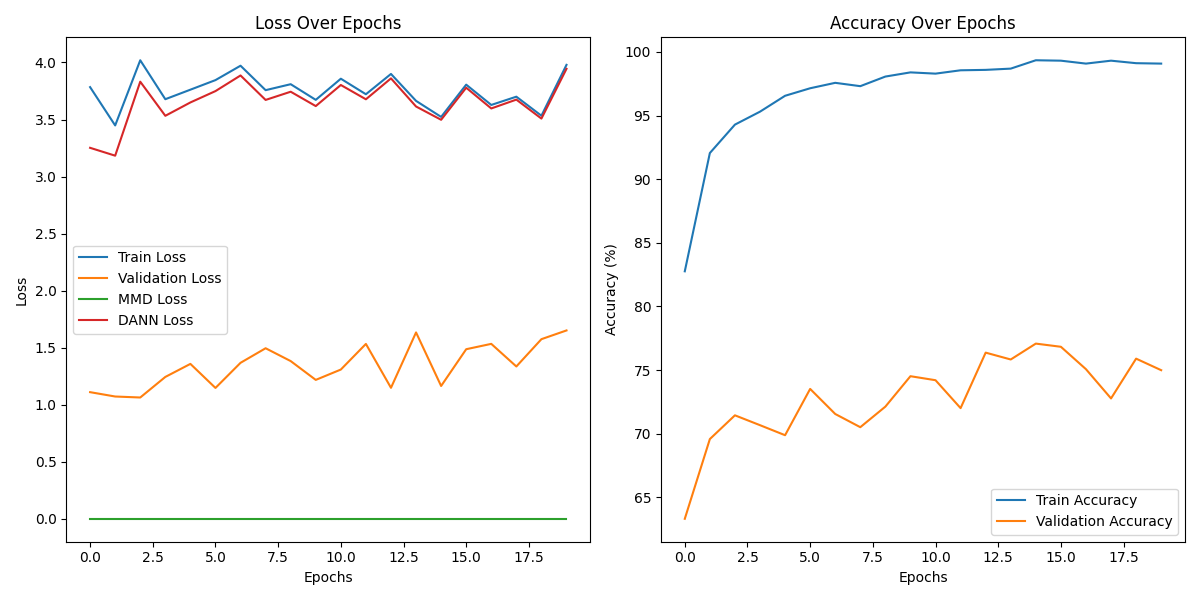 Loss Over Epochs
4.0
3.5
3.0
2.5
2.0
1.5
1.0
0.5
0.0
Loss
Train Loss
Validation Loss
MMD Loss
DANN Loss
0.0 2.5 5.0 7.5 10.0 12.5 15.0 17.5
Epochs
Accuracy Over Epochs
100
95
90
85
80
75
70
65
Accuracy (%)
Train Accuracy
Validation Accuracy
0.0 2.5 5.0 7.5 10.0 12.5 15.0 17.5
Epochs